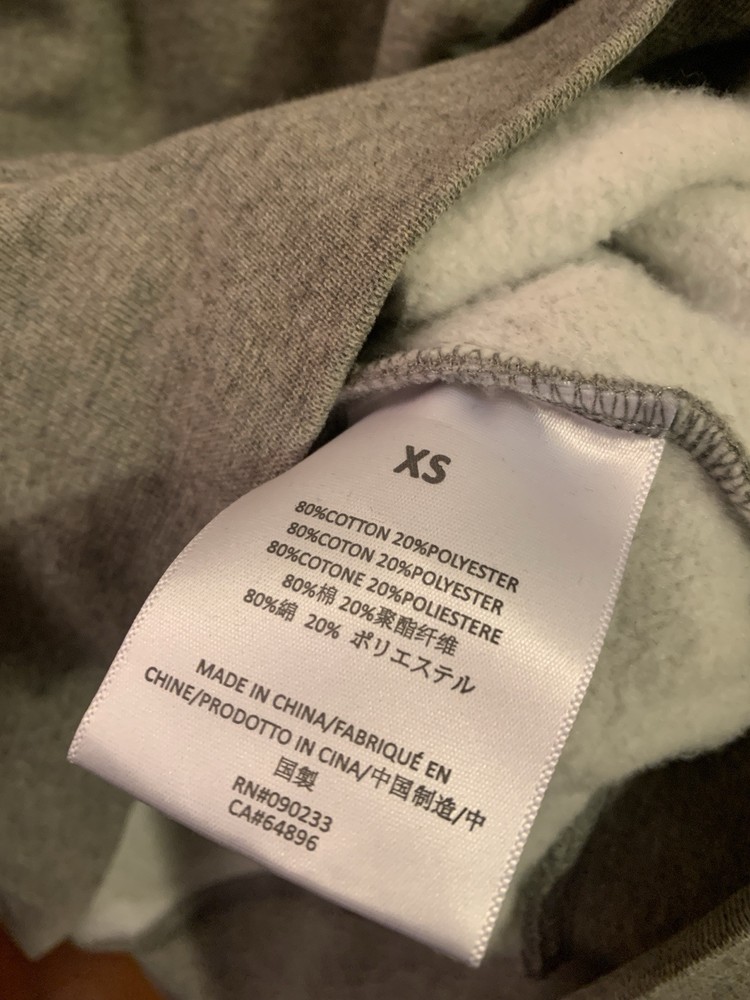 XS
80%COTTON 20%POLYESTER
80%COTON 20%POLYESTER
80%COTONE 20%POLIESTERE
80%棉 20%聚酯纤维
80%綿 20% ポリエステル
MADE IN CHINA/FABRIQUÉ EN
CHINE/PRODOTTO IN CINA/中国制造/中
国製
RN#090233
CA#64896